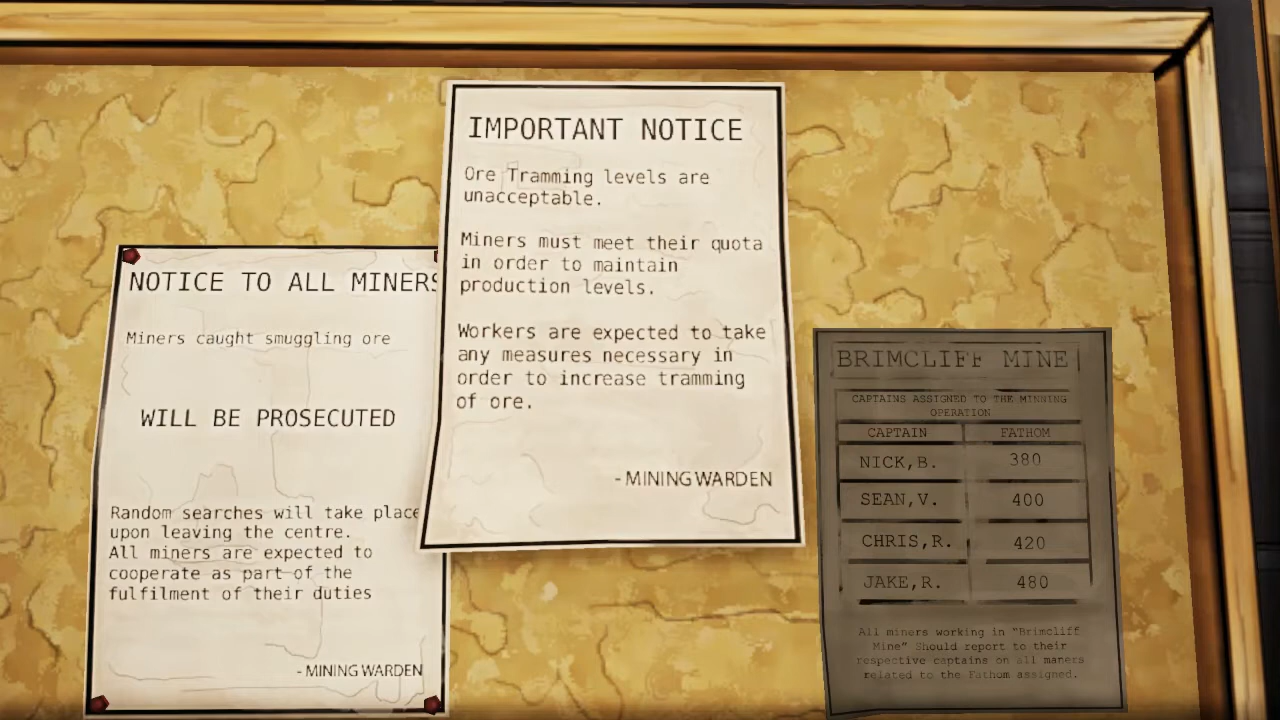 NOTICE TO ALL MINERS
Miners caught smuggling ore
WILL BE PROSECUTED
Random searches will take place
upon leaving the centre.
All miners are expected to
cooperate as part of the
fulfilment of their duties
- MINING WARDEN
IMPORTANT NOTICE
Ore Tramming levels are
unacceptable.
Miners must meet their quota
in order to maintain
production levels.
Workers are expected to take
any measures necessary in
order to increase tramming
of ore.
- MINING WARDEN
BRIMCLIFF MINE
CAPTAINS ASSIGNED TO THE MINNING
OPERATION
CAPTAIN FATHOM
NICK,B. 380
SEAN,V. 400
CHRIS,R. 420
JAKE,R. 480
All miners working in "Brimcliff
Mine" Should report to their
respective captains on all maners
related to the Fathom assigned.